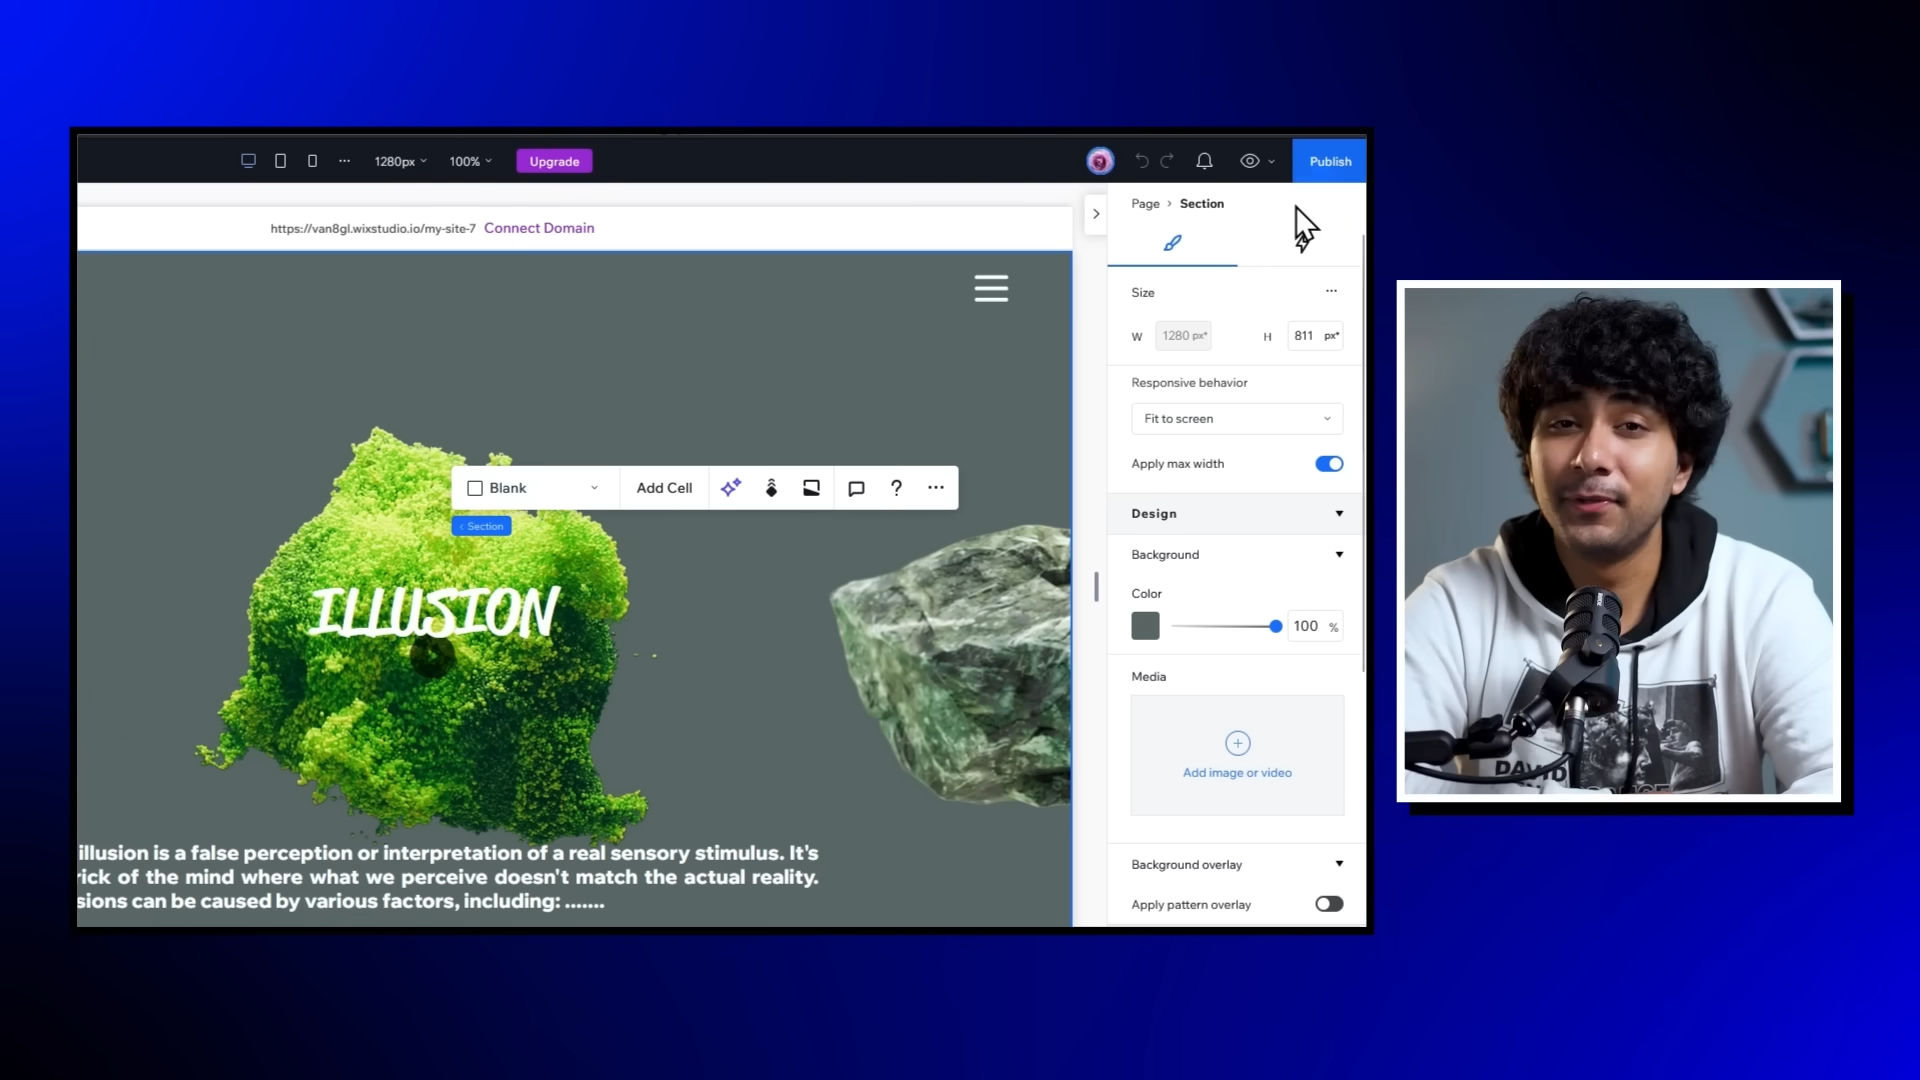 1280px
100%
Upgrade
Publish
https://van8gl.wixstudio.io/my-site-7 Connect Domain
Page > Section
Size
W 1280 px* H 811 px*
Responsive behavior
Fit to screen
Apply max width
Blank
Add Cell
?
< Section
Design
Background
Color
100 %
Media
Add image or video
Background overlay
Apply pattern overlay
ILLUSION
illusion is a false perception or interpretation of a real sensory stimulus. It's
rick of the mind where what we perceive doesn't match the actual reality.
sions can be caused by various factors, including: .......
DAVID